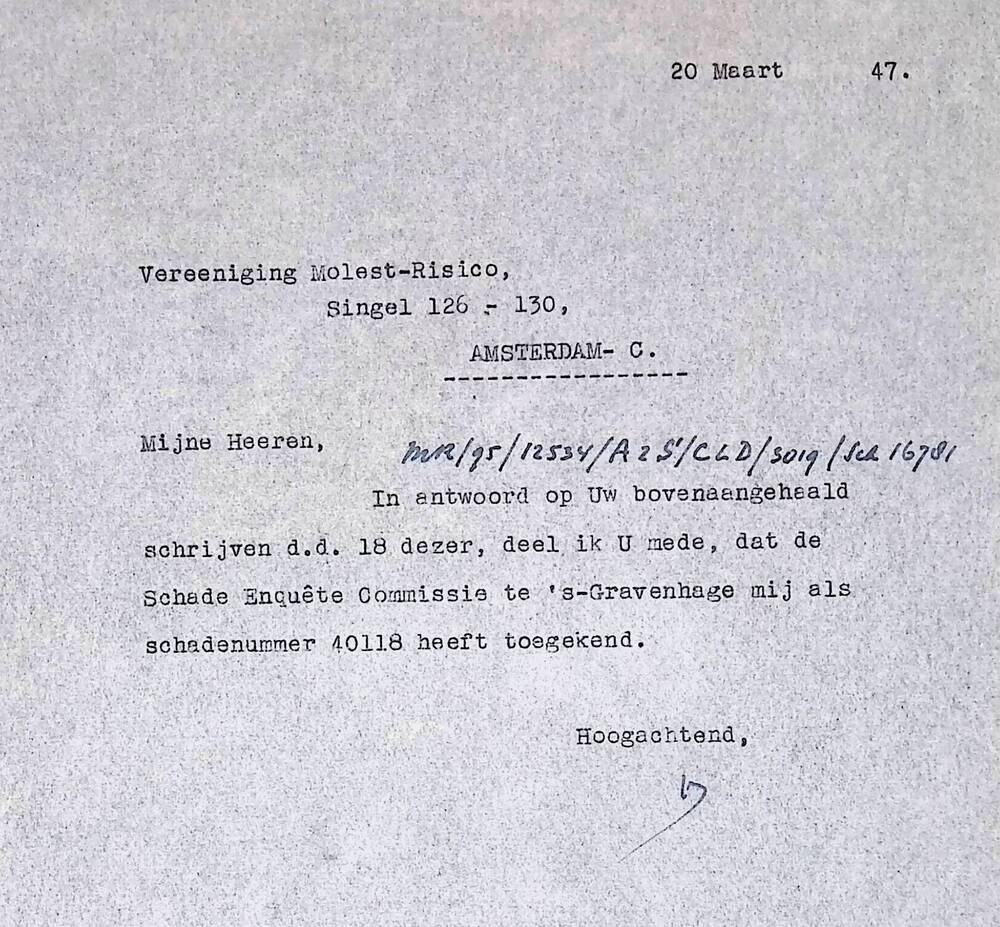 20 Maart 47.
Vereeniging Molest-Risico,
Singel 126 - 130,
AMSTERDAM- C.
-----------------
Mijne Heeren,
MR/95/12534/A2S/CLD/3019/Sch 16781
In antwoord op Uw bovenaangehaald
schrijven d.d. 18 dezer, deel ik U mede, dat de
Schade Enquête Commissie te 's-Gravenhage mij als
schadenummer 40118 heeft toegekend.
Hoogachtend,